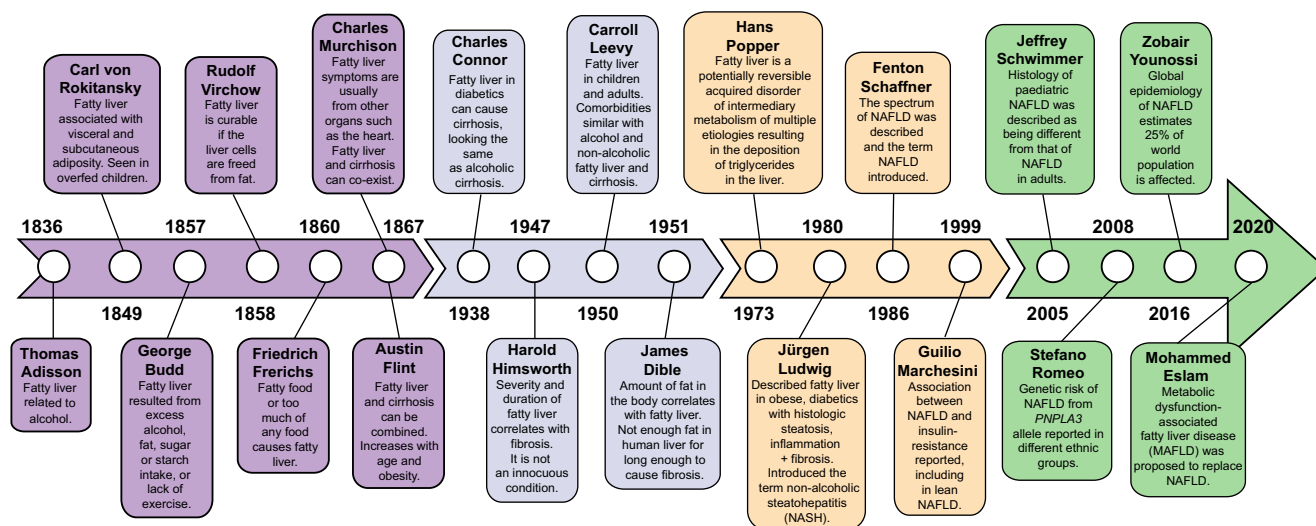 Carl von
Rokitansky
Fatty liver
associated with
visceral and
subcutaneous
adiposity. Seen in
overfed children.
Rudolf
Virchow
Fatty liver
is curable
if the
liver cells
are freed
from fat.
Charles
Murchison
Fatty liver
symptoms are
usually
from other
organs such
as the heart.
Fatty liver
and cirrhosis
can co-exist.
Charles
Connor
Fatty liver in
diabetics
can cause
cirrhosis,
looking the
same
as alcoholic
cirrhosis.
Carroll
Leevy
Fatty liver
in children
and adults.
Comorbidities
similar with
alcohol and
non-alcoholic
fatty liver and
cirrhosis.
Hans
Popper
Fatty liver is a
potentially reversible
acquired disorder
of intermediary
metabolism of multiple
etiologies resulting
in the deposition
of triglycerides
in the liver.
Fenton
Schaffner
The spectrum
of NAFLD was
described
and the term
NAFLD
introduced.
Jeffrey
Schwimmer
Histology of
paediatric
NAFLD was
described as
being different
from that of
NAFLD
in adults.
Zobair
Younossi
Global
epidemiology
of NAFLD
estimates
25% of
world
population
is affected.
1836
1857
1860
1867
1947
1951
1980
1999
2008
2020
1849
1858
1938
1950
1973
1986
2005
2016
Thomas
Adisson
Fatty liver
related to
alcohol.
George
Budd
Fatty liver
resulted from
excess
alcohol,
fat, sugar
or starch
intake, or
lack of
exercise.
Friedrich
Frerichs
Fatty food
or too
much of
any food
causes fatty
liver.
Austin
Flint
Fatty liver
and cirrhosis
can be
combined.
Increases with
age and
obesity.
Harold
Himsworth
Severity and
duration of
fatty liver
correlates
with fibrosis.
It is not
an innocuous
condition.
James
Dible
Amount of fat in
the body correlates
with fatty liver.
Not enough fat in
human liver for
long enough to
cause fibrosis.
Jürgen
Ludwig
Described fatty liver
in obese, diabetics
with histologic
steatosis,
inflammation
+ fibrosis.
Introduced the
term non-alcoholic
steatohepatitis
(NASH).
Guilio
Marchesini
Association
between
NAFLD and
insulin-
resistance
reported,
including
in lean
NAFLD.
Stefano
Romeo
Genetic risk of
NAFLD from
PNPLA3
allele reported in
different ethnic
groups.
Mohammed
Eslam
Metabolic
dysfunction-
associated
fatty liver disease
(MAFLD) was
proposed to replace
NAFLD.